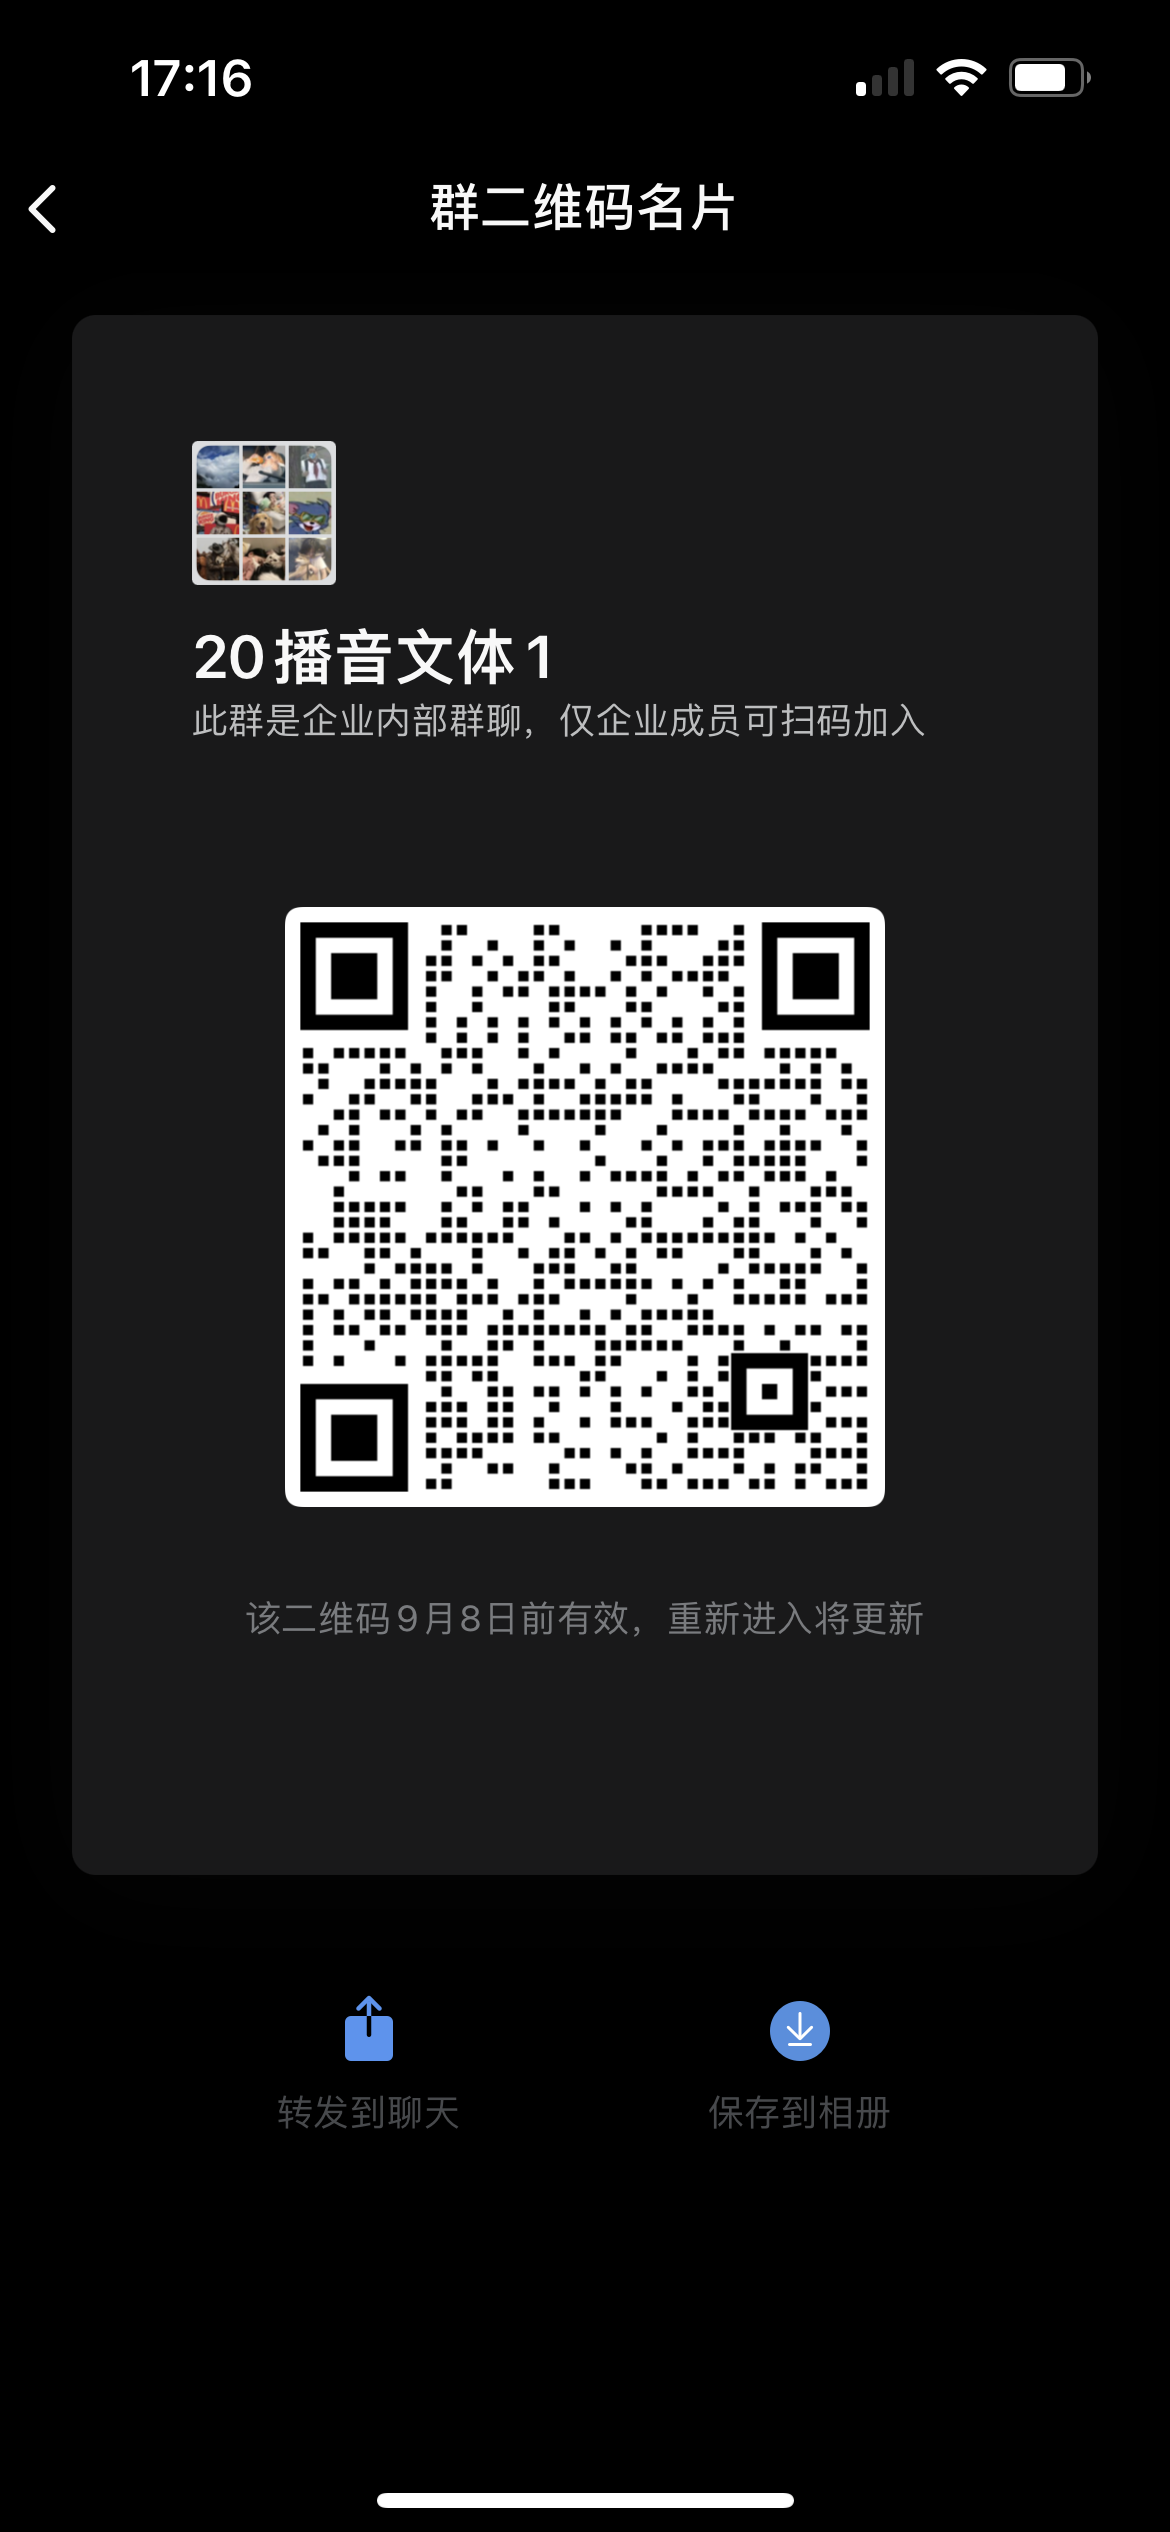 17:16
群二维码名片
20播音文体1
此群是企业内部群聊，仅企业成员可扫码加入
该二维码9月8日前有效，重新进入将更新
转发到聊天
保存到相册